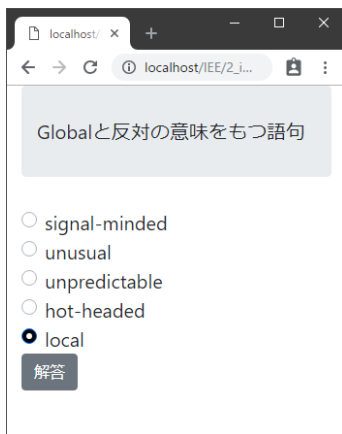 localhost/
localhost/IEE/2_i...
Globalと反対の意味をもつ語句
signal-minded
unusual
unpredictable
hot-headed
local
解答